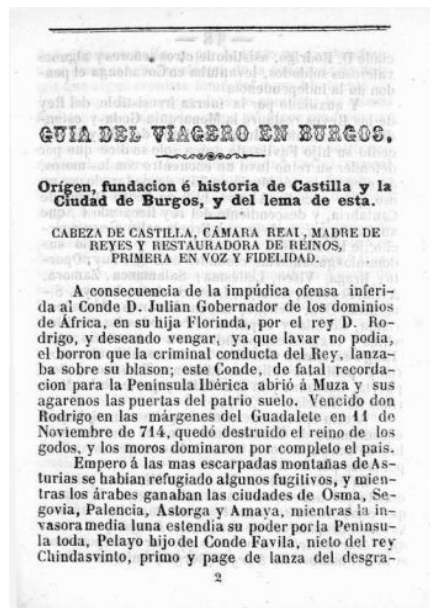 GUIA DEL VIAGERO EN BURGOS.
Orígen, fundacion é historia de Castilla y la
Ciudad de Burgos, y del lema de esta.
CABEZA DE CASTILLA, CÁMARA REAL, MADRE DE
REYES Y RESTAURADORA DE REINOS,
PRIMERA EN VOZ Y FIDELIDAD.
A consecuencia de la impúdica ofensa inferi-
da al Conde D. Julian Gobernador de los dominios
de África, en su hija Florinda, por el rey D. Ro-
drigo, y deseando vengar, ya que lavar no podia,
el borron que la criminal conducta del Rey, lanza-
ba sobre su blason; este Conde, de fatal recorda-
cion para la Península Ibérica abrió á Muza y sus
agarenos las puertas del patrio suelo. Vencido don
Rodrigo en las márgenes del Guadalete en 11 de
Noviembre de 714, quedó destruido el reino de los
godos, y los moros dominaron por completo el pais.
Empero á las mas escarpadas montañas de As-
turias se habian refugiado algunos fugitivos, y mien-
tras los árabes ganaban las ciudades de Osma, Se-
govia, Palencia, Astorga y Amaya, mientra la in-
vasora media luna estendia su poder por la Penínsu-
la toda, Pelayo hijo del Conde Favila, nieto del rey
Chindasvinto, primo y page de lanza del desgra-
2